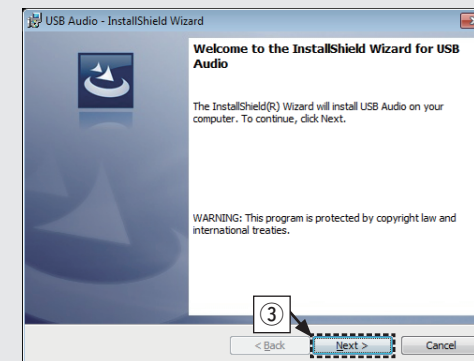 USB Audio - InstallShield Wizard
Welcome to the InstallShield Wizard for USB
Audio
The InstallShield(R) Wizard will install USB Audio on your
computer. To continue, click Next.
WARNING: This program is protected by copyright law and
international treaties.
③
< Back
Next >
Cancel